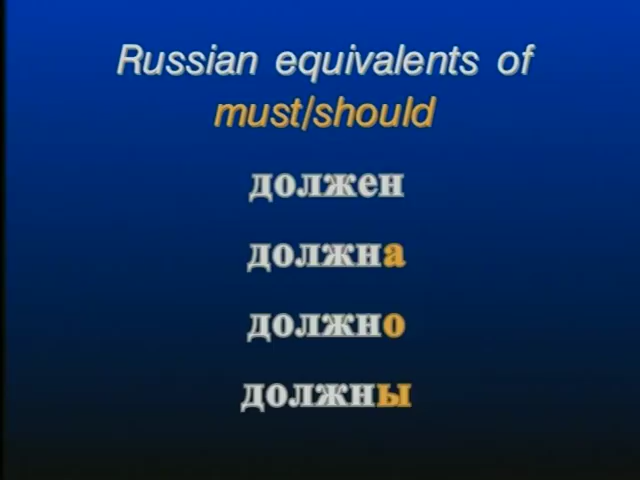 Russian equivalents of
must/should
должен
должна
должно
должны